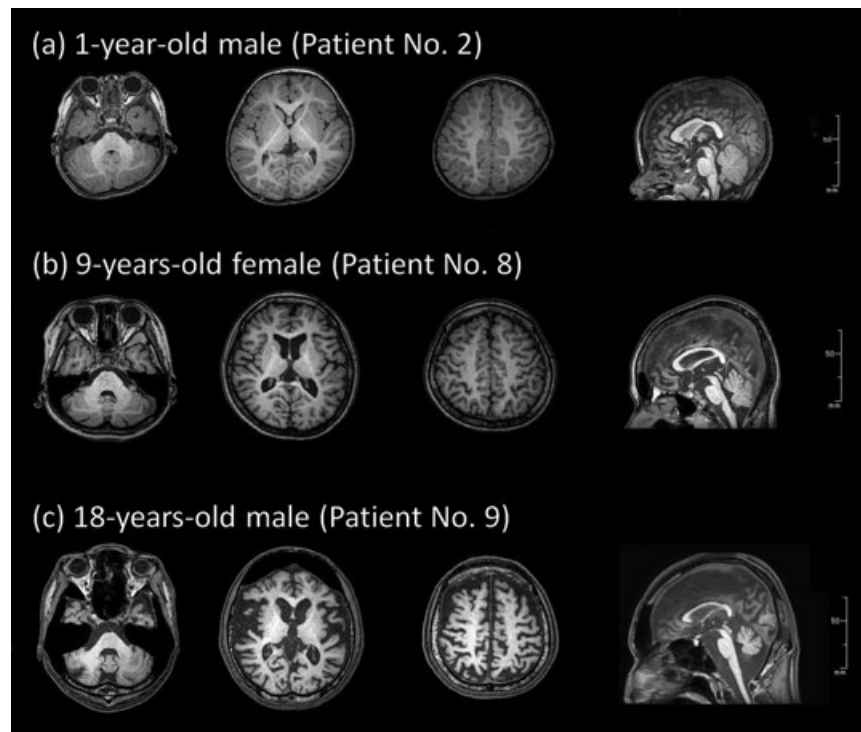 (a) 1-year-old male (Patient No. 2)
50
mm
(b) 9-years-old female (Patient No. 8)
50
mm
(c) 18-years-old male (Patient No. 9)
50
mm